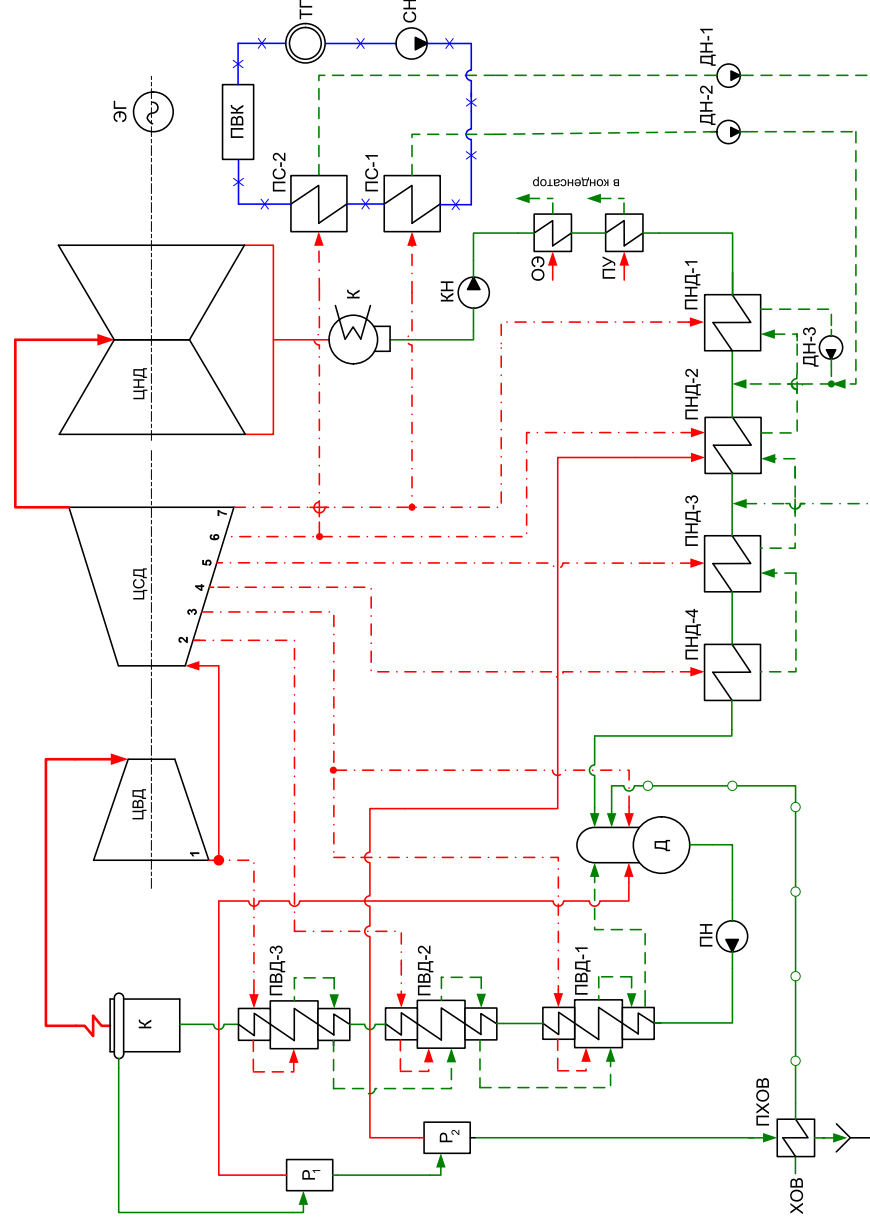 ТП
СН
ЭГ
ПВК
ДН-1
ДН-2
ПС-2
ПС-1
в конденсатор
ОЭ
ПУ
К
КН
ЦНД
ПНД-1
ДН-3
ПНД-2
ЦСД
7
6
5
4
3
2
ПНД-3
ПНД-4
ЦВД
1
Д
ПН
К
ПВД-3
ПВД-2
ПВД-1
Р1
Р2
ПХОВ
ХОВ